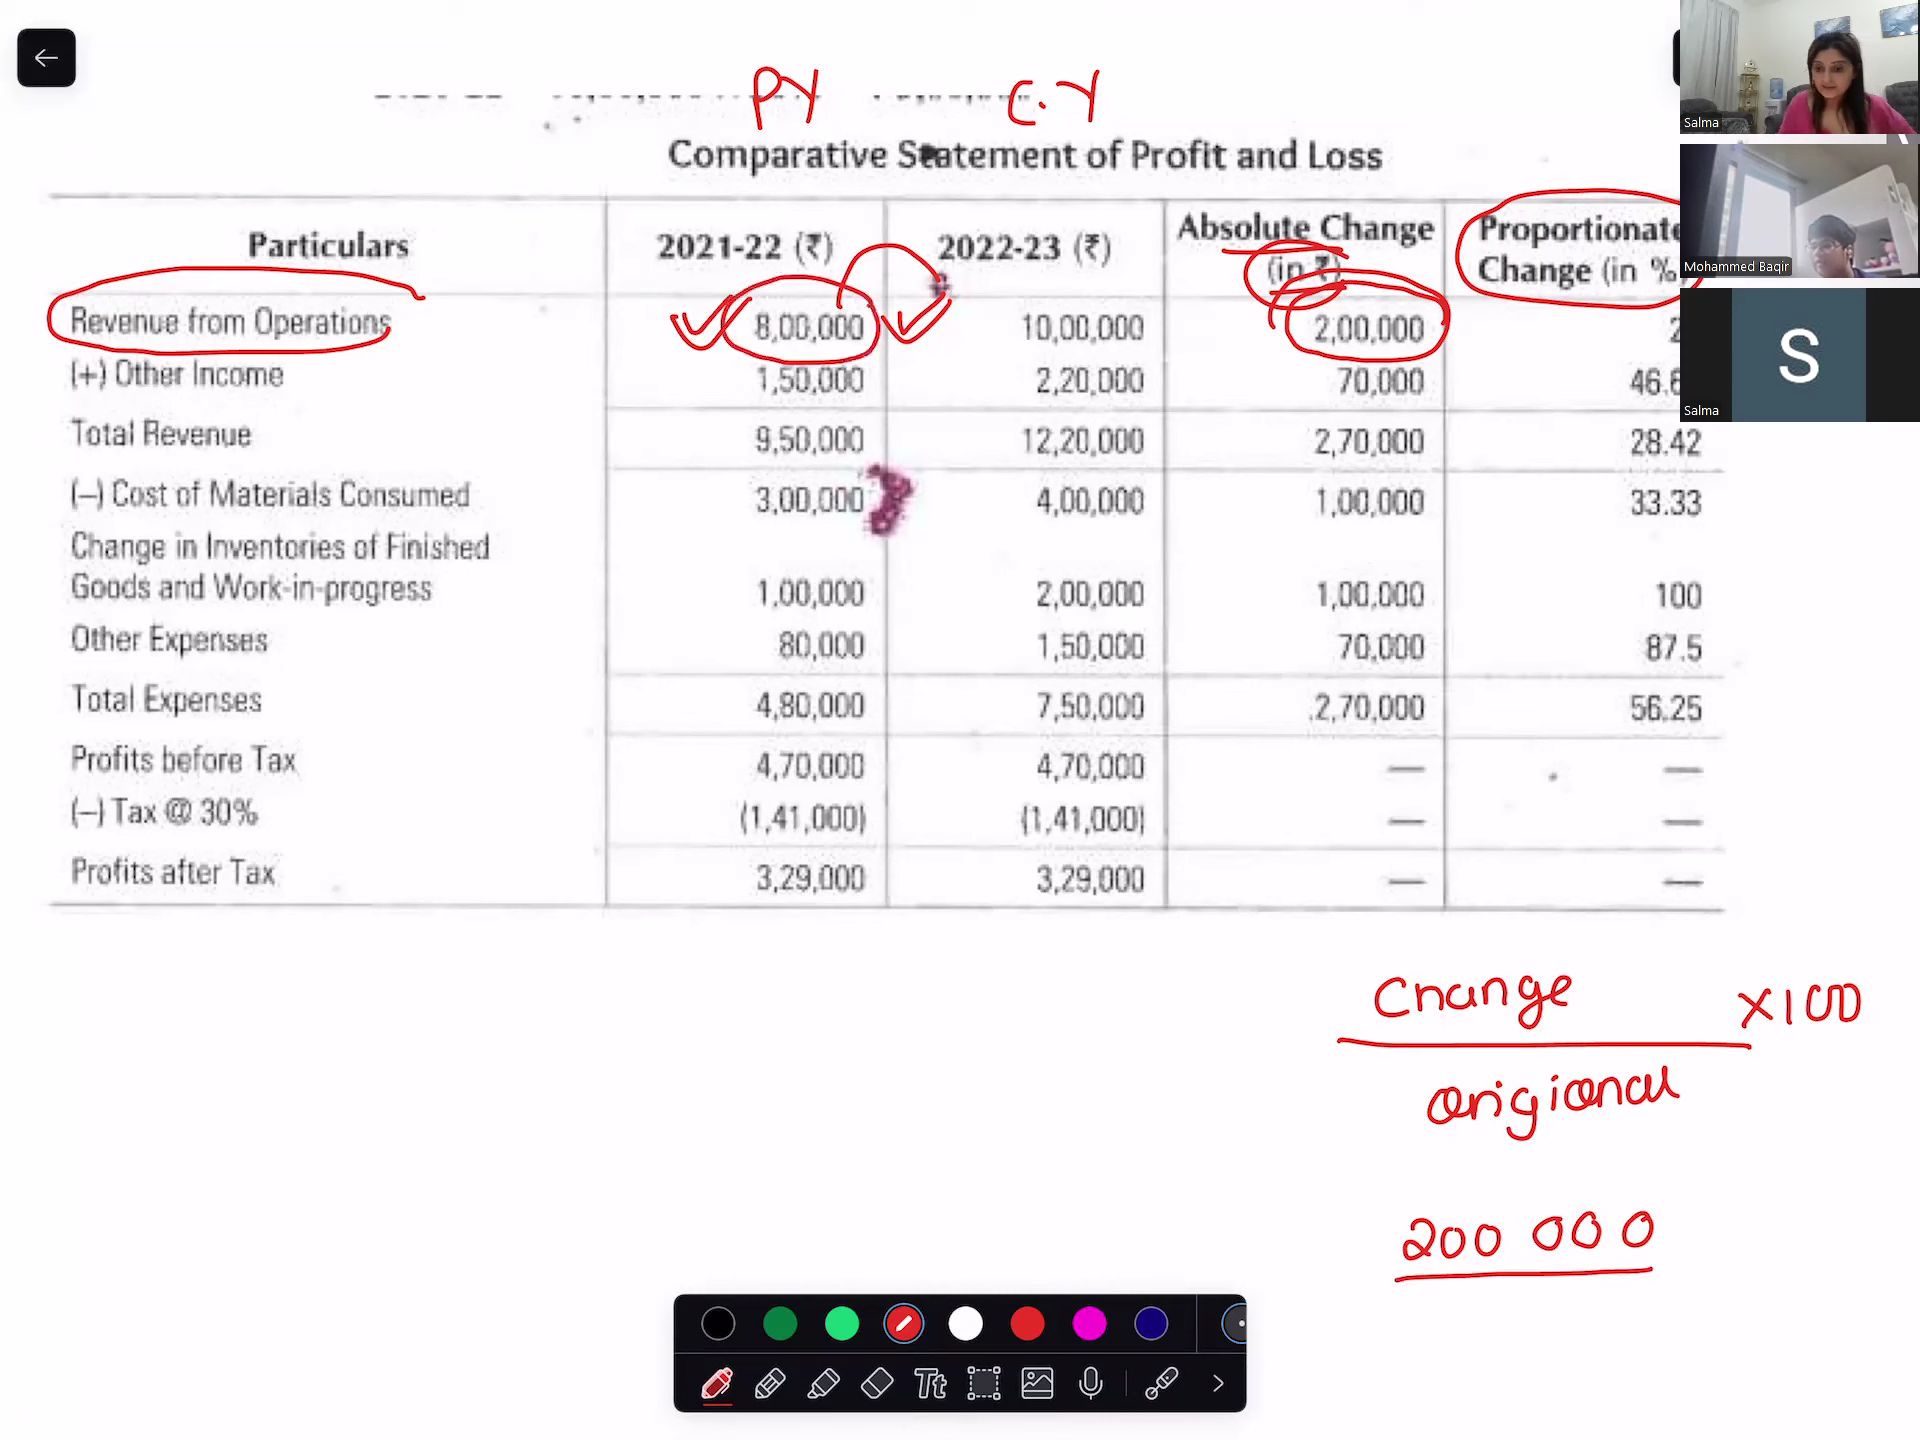 PY C.Y
Comparative Statement of Profit and Loss
Particulars 2021-22 (₹) 2022-23 (₹) Absolute Change (in ₹) Proportionate Change (in %)
Revenue from Operations 8,00,000 10,00,000 2,00,000
(+) Other Income 1,50,000 2,20,000 70,000
Total Revenue 9,50,000 12,20,000 2,70,000 28.42
(–) Cost of Materials Consumed 3,00,000 4,00,000 1,00,000 33.33
Change in Inventories of Finished
Goods and Work-in-progress 1,00,000 2,00,000 1,00,000 100
Other Expenses 80,000 1,50,000 70,000 87.5
Total Expenses 4,80,000 7,50,000 2,70,000 56.25
Profits before Tax 4,70,000 4,70,000 — —
(–) Tax @ 30% (1,41,000) (1,41,000) — —
Profits after Tax 3,29,000 3,29,000 — —
Change X100
origional
200 000
Salma
Mohammed Baqir
S
Salma
Tt